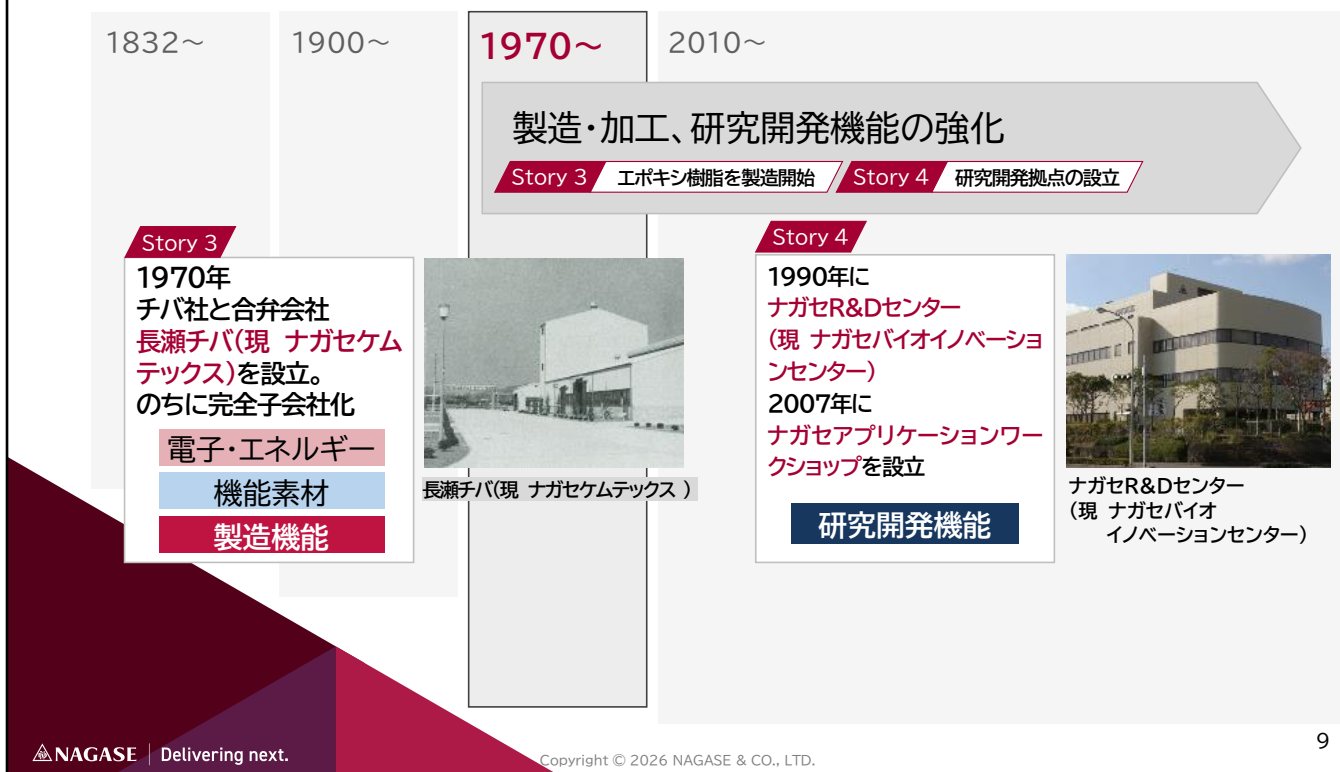 1832～
1900～
1970～
2010～
製造・加工、研究開発機能の強化
Story 3 エポキシ樹脂を製造開始 Story 4 研究開発拠点の設立
Story 3
1970年
チバ社と合弁会社
長瀬チバ(現 ナガセケム
テックス)を設立。
のちに完全子会社化
電子・エネルギー
機能素材
製造機能
長瀬チバ(現 ナガセケムテックス )
Story 4
1990年に
ナガセR&Dセンター
(現 ナガセバイオイノベーショ
ンセンター)
2007年に
ナガセアプリケーションワー
クショップを設立
研究開発機能
ナガセR&Dセンター
(現 ナガセバイオ
イノベーションセンター)
NAGASE | Delivering next.
Copyright © 2026 NAGASE & CO., LTD.
9